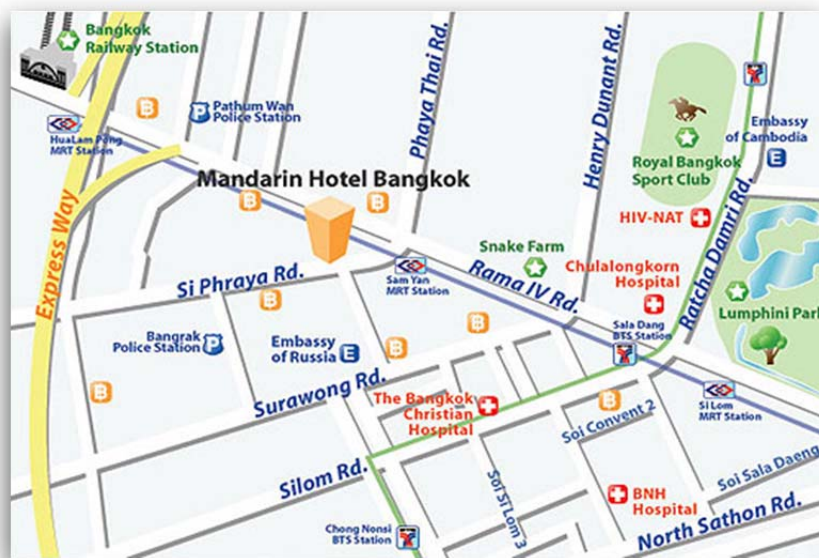 Bangkok
Railway Station
Pathum Wan
Police Station
HuaLam Pong
MRT Station
Phaya Thai Rd.
Henry Dunant Rd.
Embassy
of Cambodia
Royal Bangkok
Sport Club
Mandarin Hotel Bangkok
HIV-NAT
Ratcha Damri Rd.
Express Way
Si Phraya Rd.
Sam Yan
MRT Station
Snake Farm
Rama IV Rd.
Chulalongkorn
Hospital
Lumphini Park
Sala Dang
BTS Station
Bangrak
Police Station
Embassy
of Russia
Surawong Rd.
The Bangkok
Christian
Hospital
Si Lom
MRT Station
Soi Convent 2
Silom Rd.
Soi Si Lom 3
Soi Sala Daeng
BNH
Hospital
North Sathon Rd.
Chong Nonsi
BTS Station